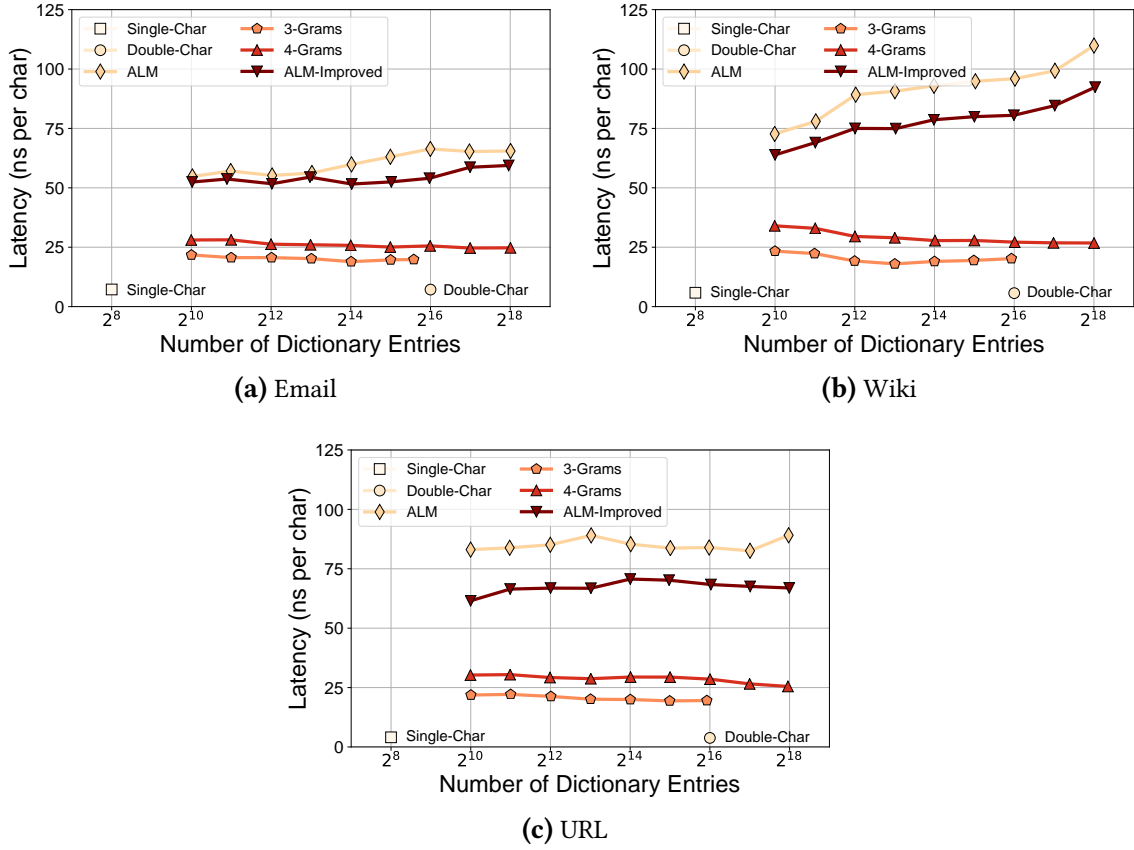 Single-Char 3-Grams
Double-Char 4-Grams
ALM ALM-Improved
125
100
75
50
25
0
Latency (ns per char)
Single-Char Double-Char
2^8 2^10 2^12 2^14 2^16 2^18
Number of Dictionary Entries
(a) Email
Single-Char 3-Grams
Double-Char 4-Grams
ALM ALM-Improved
125
100
75
50
25
0
Latency (ns per char)
Single-Char Double-Char
2^8 2^10 2^12 2^14 2^16 2^18
Number of Dictionary Entries
(b) Wiki
Single-Char 3-Grams
Double-Char 4-Grams
ALM ALM-Improved
125
100
75
50
25
0
Latency (ns per char)
Single-Char Double-Char
2^8 2^10 2^12 2^14 2^16 2^18
Number of Dictionary Entries
(c) URL